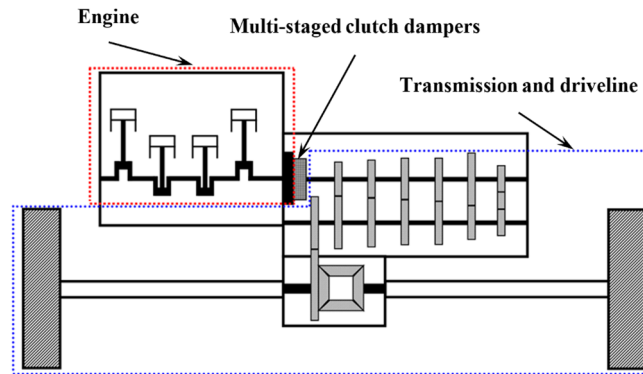 Engine
Multi-staged clutch dampers
Transmission and driveline